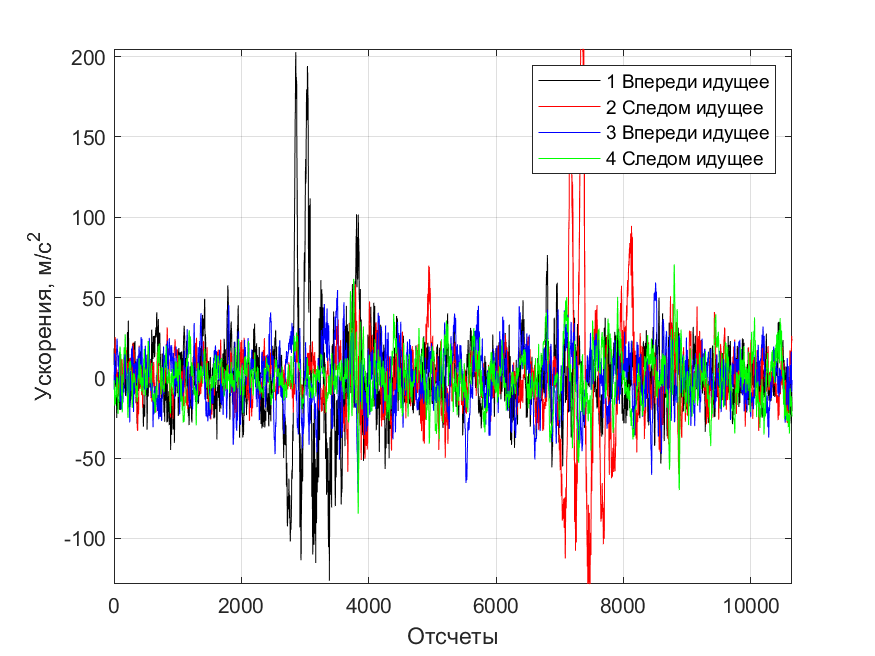 200
150
100
50
0
-50
-100
Ускорения, м/с2
1 Впереди идущее
2 Следом идущее
3 Впереди идущее
4 Следом идущее
0 2000 4000 6000 8000 10000
Отсчеты